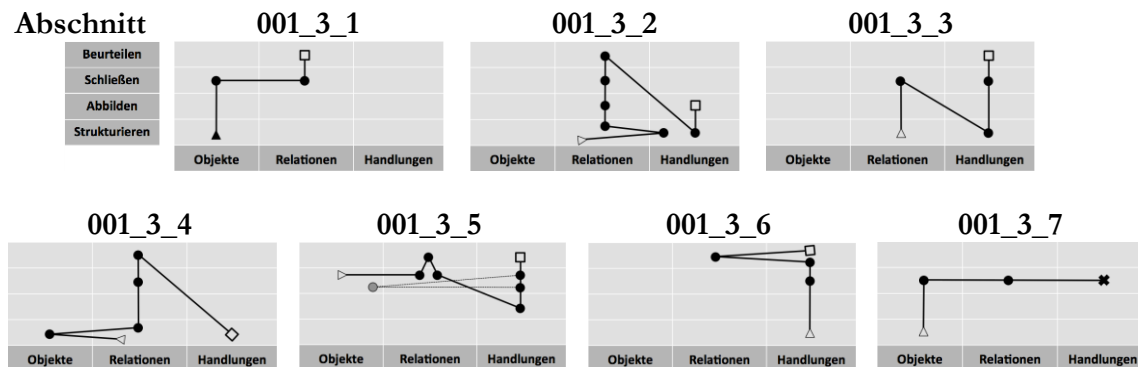 Abschnitt 001_3_1 001_3_2 001_3_3
Beurteilen
Schließen
Abbilden
Strukturieren
Objekte Relationen Handlungen Objekte Relationen Handlungen Objekte Relationen Handlungen
001_3_4 001_3_5 001_3_6 001_3_7
Objekte Relationen Handlungen Objekte Relationen Handlungen Objekte Relationen Handlungen Objekte Relationen Handlungen